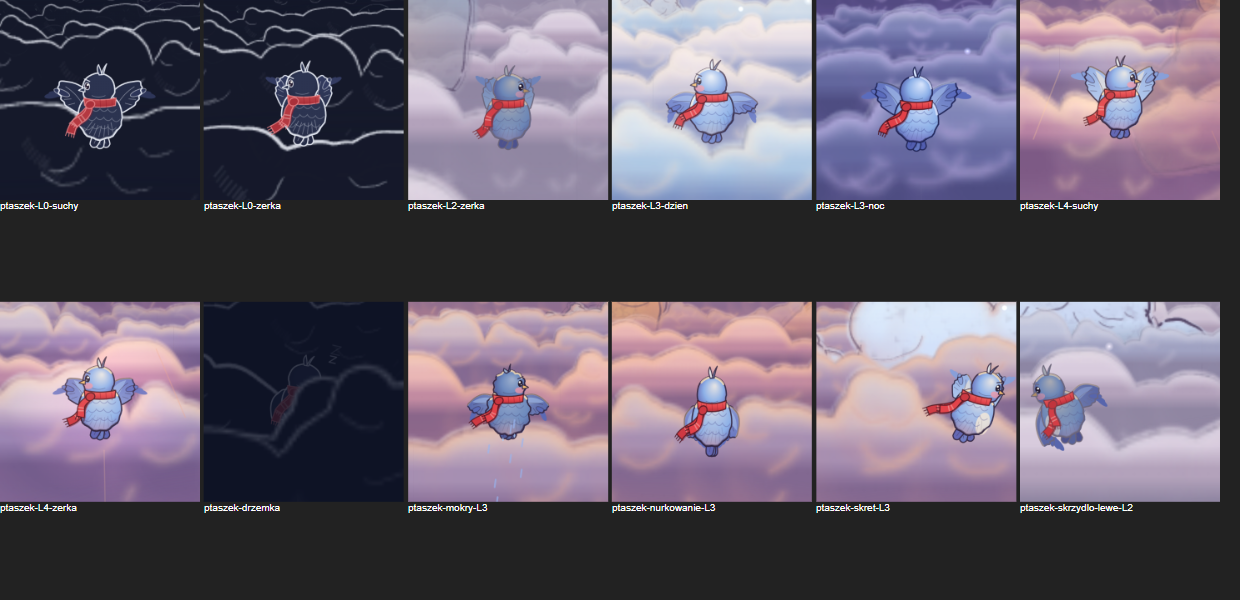 ptaszek-L0-suchy
ptaszek-L0-zerka
ptaszek-L2-zerka
ptaszek-L3-dzien
ptaszek-L3-noc
ptaszek-L4-suchy
z
z
ptaszek-L4-zerka
ptaszek-drzemka
ptaszek-mokry-L3
ptaszek-nurkowanie-L3
ptaszek-skret-L3
ptaszek-skrzydlo-lewe-L2